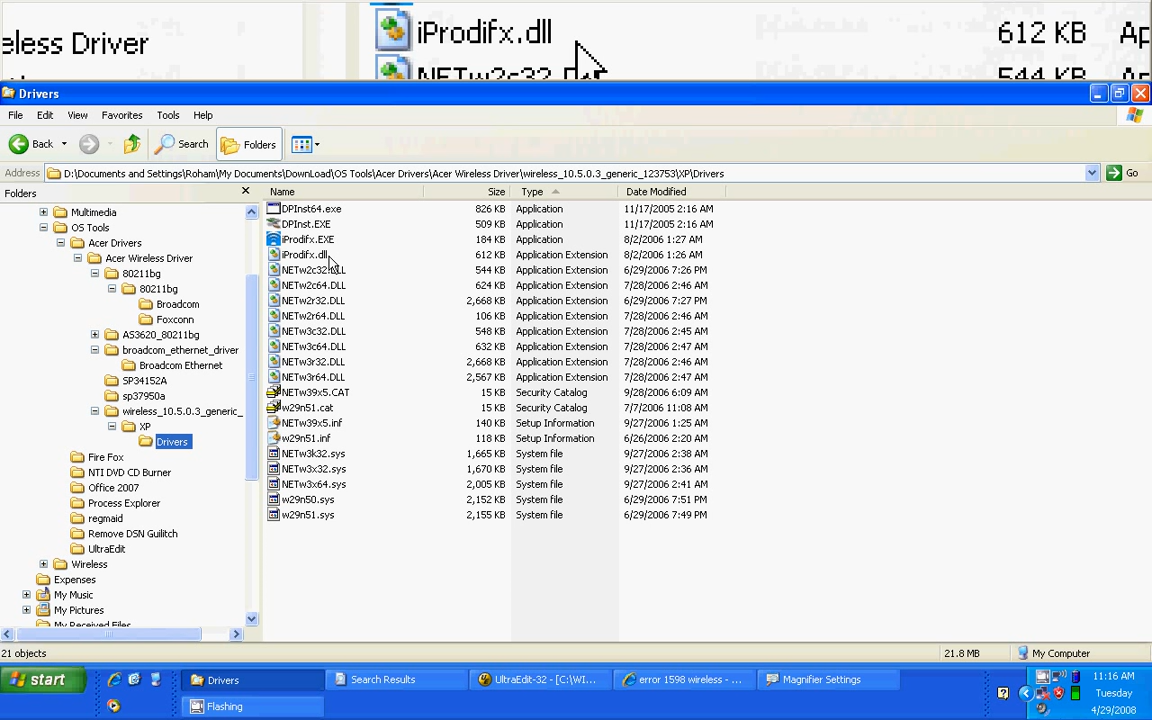 eless Driver iProdifx.dll 612 KB Ap
NETw2c32.D 544 KB Ap
Drivers
File Edit View Favorites Tools Help
Back Search Folders
Address D:\Documents and Settings\Roham\My Documents\DownLoad\OS Tools\Acer Drivers\Acer Wireless Driver\wireless_10.5.0.3_generic_123753\XP\Drivers Go
Folders
Multimedia
OS Tools
Acer Drivers
Acer Wireless Driver
80211bg
80211bg
Broadcom
Foxconn
AS3620_80211bg
broadcom_ethernet_driver
Broadcom Ethernet
SP34152A
sp37950a
wireless_10.5.0.3_generic_
XP
Drivers
Fire Fox
NTI DVD CD Burner
Office 2007
Process Explorer
regmaid
Remove DSN Guilitch
UltraEdit
Wireless
Expenses
My Music
My Pictures
My Received Files
Name Size Type Date Modified
DPInst64.exe 826 KB Application 11/17/2005 2:16 AM
DPInst.EXE 509 KB Application 11/17/2005 2:16 AM
iProdifx.EXE 184 KB Application 8/2/2006 1:27 AM
iProdifx.dll 612 KB Application Extension 8/2/2006 1:26 AM
NETw2c32.DLL 544 KB Application Extension 6/29/2006 7:26 PM
NETw2c64.DLL 624 KB Application Extension 7/28/2006 2:46 AM
NETw2r32.DLL 2,668 KB Application Extension 6/29/2006 7:27 PM
NETw2r64.DLL 106 KB Application Extension 7/28/2006 2:46 AM
NETw3c32.DLL 548 KB Application Extension 7/28/2006 2:45 AM
NETw3c64.DLL 632 KB Application Extension 7/28/2006 2:47 AM
NETw3r32.DLL 2,668 KB Application Extension 7/28/2006 2:46 AM
NETw3r64.DLL 2,567 KB Application Extension 7/28/2006 2:47 AM
NETw39x5.CAT 15 KB Security Catalog 9/28/2006 6:09 AM
w29n51.cat 15 KB Security Catalog 7/7/2006 11:08 AM
NETw39x5.inf 140 KB Setup Information 9/27/2006 1:25 AM
w29n51.inf 118 KB Setup Information 6/26/2006 2:20 AM
NETw3k32.sys 1,665 KB System file 9/27/2006 2:38 AM
NETw3x32.sys 1,670 KB System file 9/27/2006 2:36 AM
NETw3x64.sys 2,005 KB System file 9/27/2006 2:41 AM
w29n50.sys 2,152 KB System file 6/29/2006 7:51 PM
w29n51.sys 2,155 KB System file 6/29/2006 7:49 PM
21 objects 21.8 MB My Computer
start Drivers Search Results UltraEdit-32 - [C:\WI... error 1598 wireless - ... Magnifier Settings 11:16 AM
Tuesday
Flashing 4/29/2008